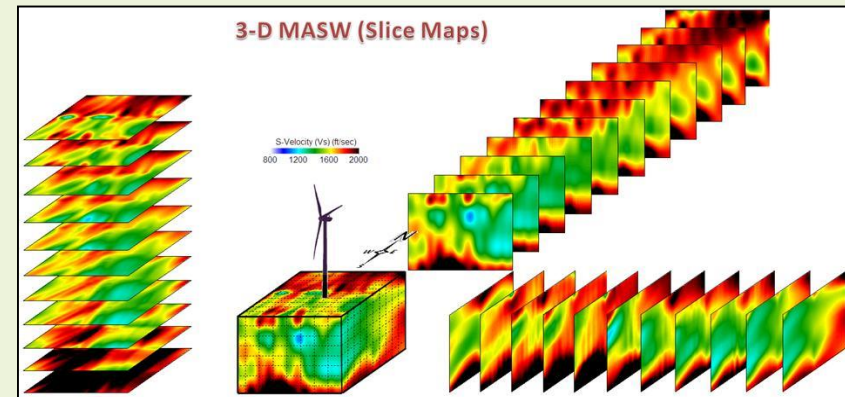 3-D MASW (Slice Maps)
S-Velocity (Vs) (ft/sec)
800 1200 1600 2000
N
W E
S